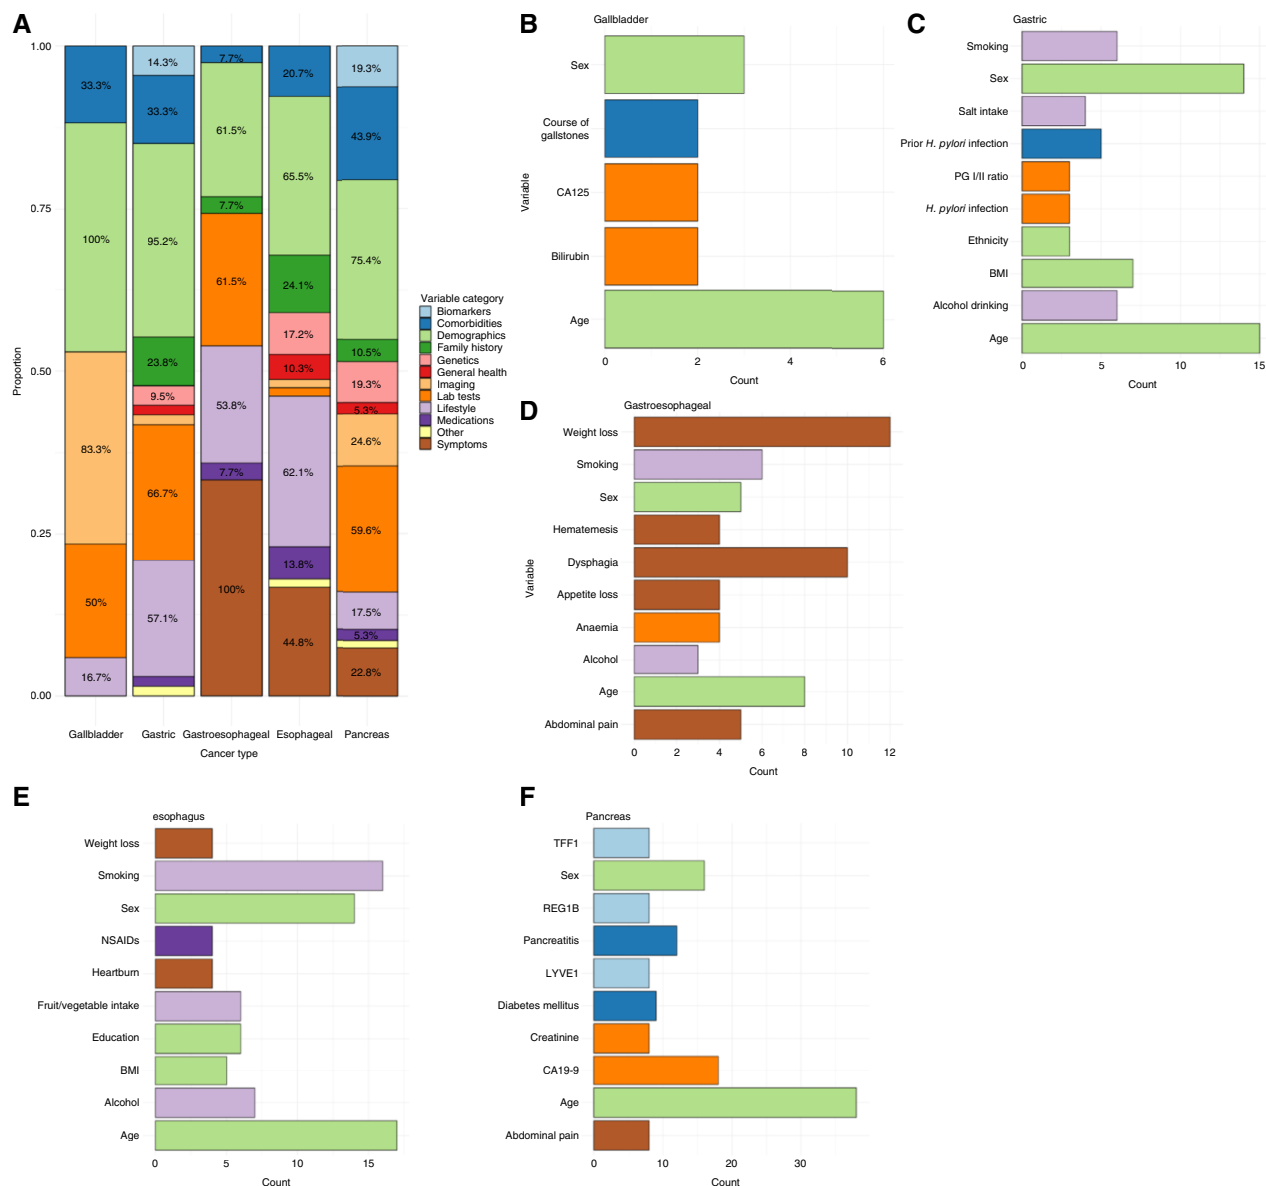 A
1.00
0.75
0.50
0.25
0.00
Proportion
33.3%
100%
83.3%
50%
16.7%
14.3%
33.3%
95.2%
23.8%
9.5%
66.7%
57.1%
7.7%
61.5%
7.7%
61.5%
53.8%
7.7%
100%
20.7%
65.5%
24.1%
17.2%
10.3%
62.1%
13.8%
44.8%
19.3%
43.9%
75.4%
10.5%
19.3%
5.3%
24.6%
59.6%
17.5%
5.3%
22.8%
Gallbladder Gastric Gastroesophageal Esophageal Pancreas
Cancer type
Variable category
Biomarkers
Comorbidities
Demographics
Family history
Genetics
General health
Imaging
Lab tests
Lifestyle
Medications
Other
Symptoms
B
Gallbladder
Variable
Sex
Course of
gallstones
CA125
Bilirubin
Age
0 2 4 6
Count
C
Gastric
Smoking
Sex
Salt intake
Prior H. pylori infection
PG I/II ratio
H. pylori infection
Ethnicity
BMI
Alcohol drinking
Age
0 5 10 15
Count
D
Gastroesophageal
Variable
Weight loss
Smoking
Sex
Hematemesis
Dysphagia
Appetite loss
Anaemia
Alcohol
Age
Abdominal pain
0 2 4 6 8 10 12
Count
E
esophagus
Weight loss
Smoking
Sex
NSAIDs
Heartburn
Fruit/vegetable intake
Education
BMI
Alcohol
Age
0 5 10 15
Count
F
Pancreas
TFF1
Sex
REG1B
Pancreatitis
LYVE1
Diabetes mellitus
Creatinine
CA19-9
Age
Abdominal pain
0 10 20 30
Count